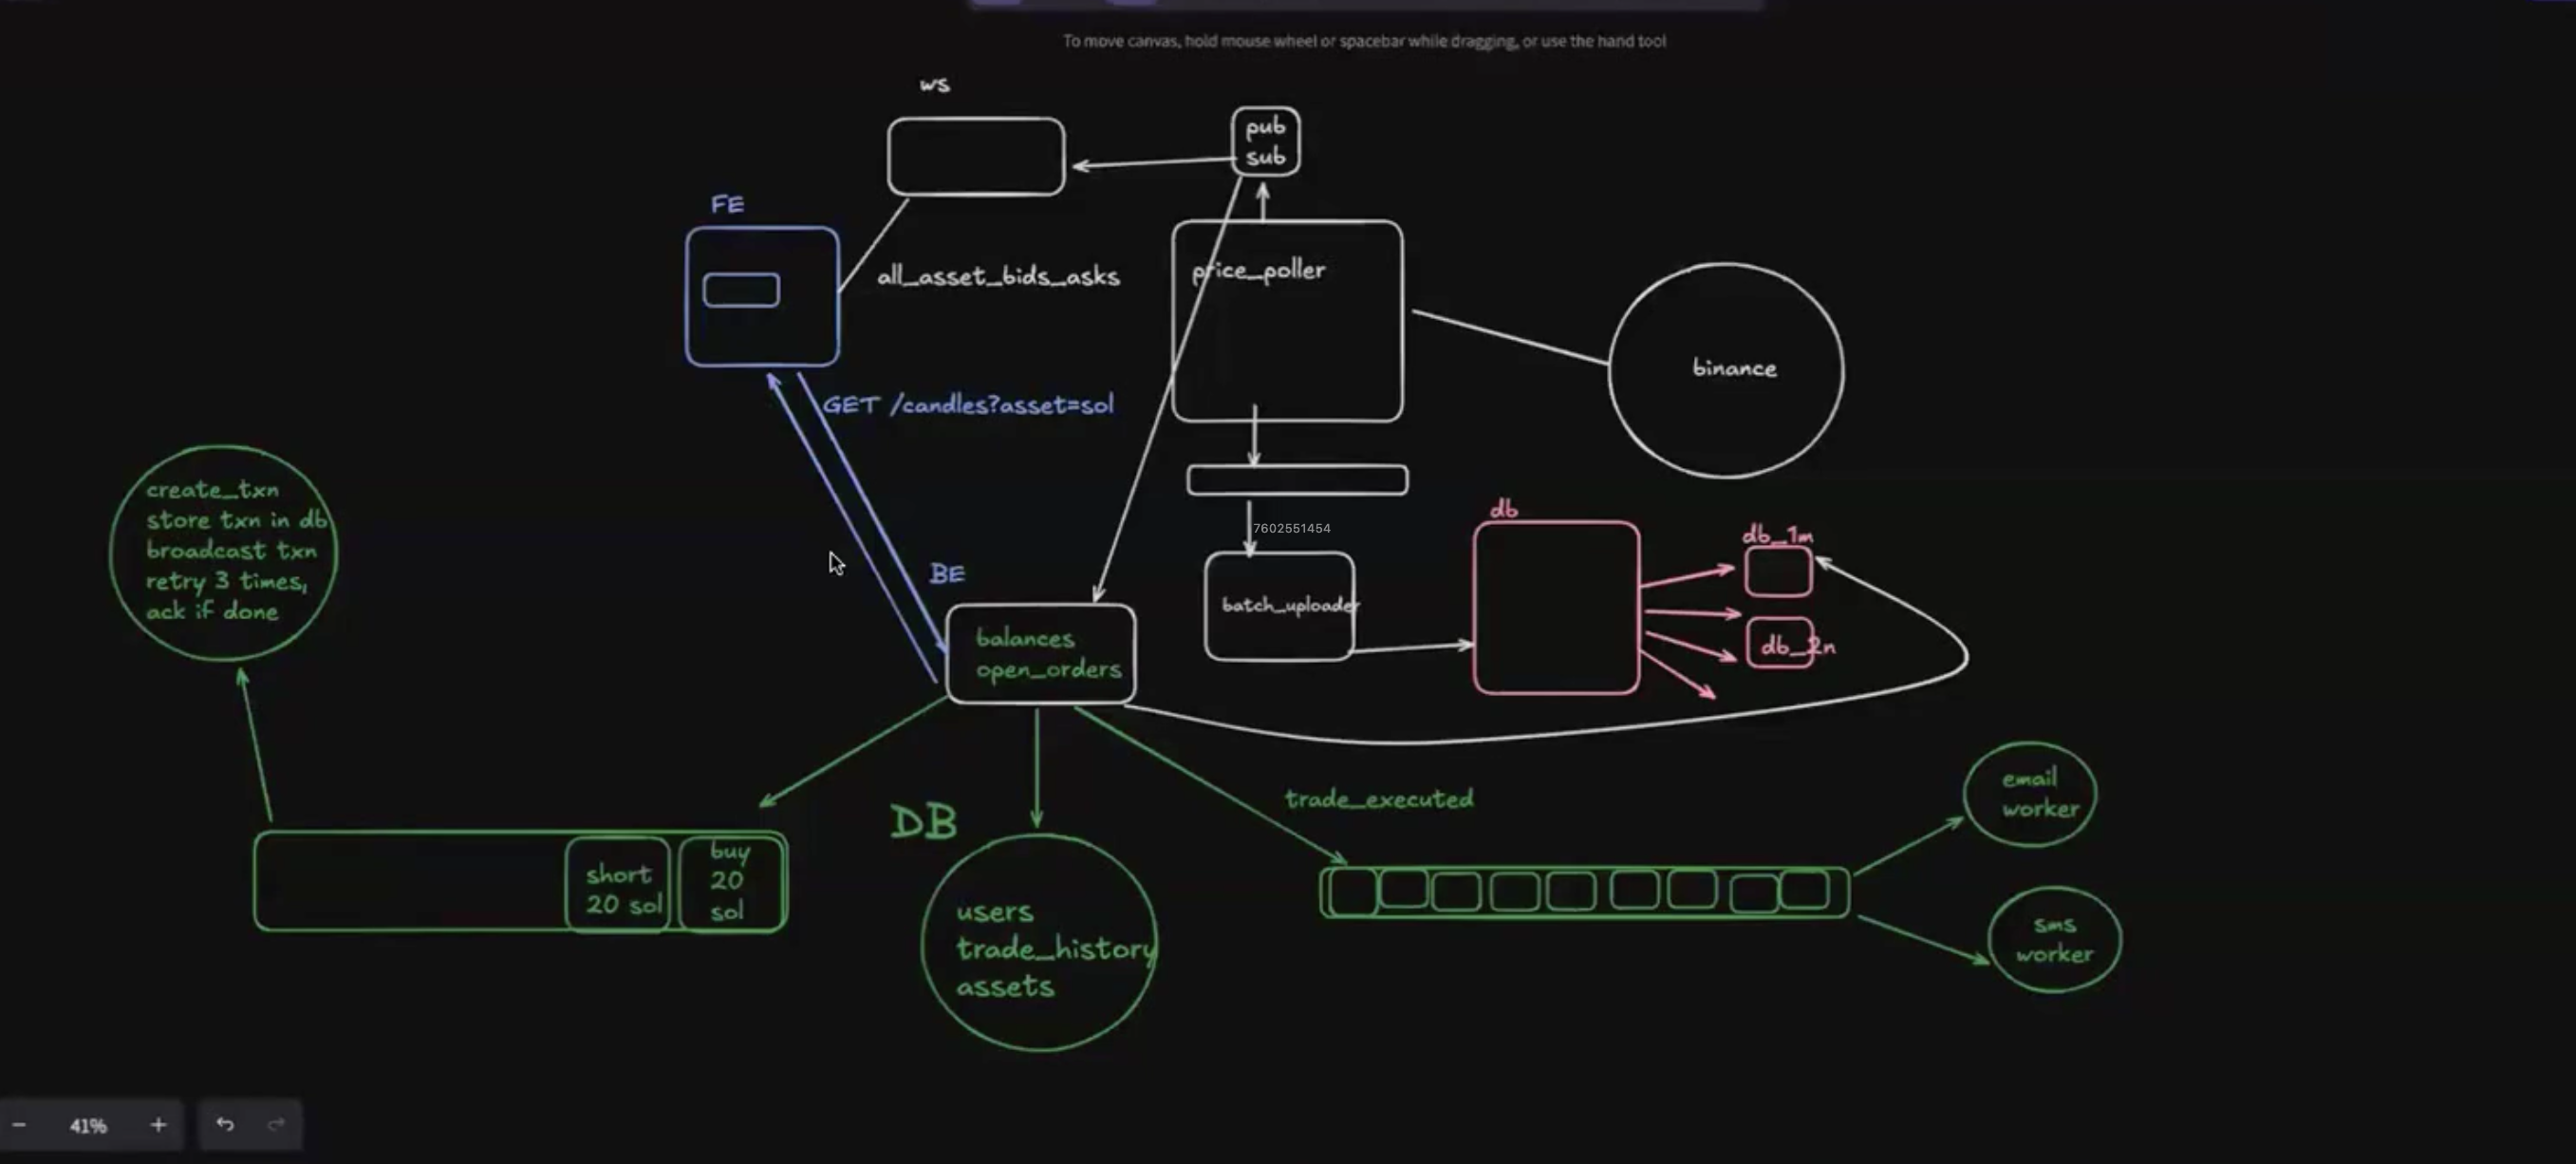 To move canvas, hold mouse wheel or spacebar while dragging, or use the hand tool
ws
pub
sub
FE
all_asset_bids_asks
price_poller
binance
GET /candles?asset=sol
create_txn
store txn in db
broadcast txn
retry 3 times,
ack if done
7602551454
db
db_1m
db_2n
BE
batch_uploader
balances
open_orders
trade_executed
email
worker
DB
short
20 sol
buy
20
sol
users
trade_history
assets
sms
worker
41%